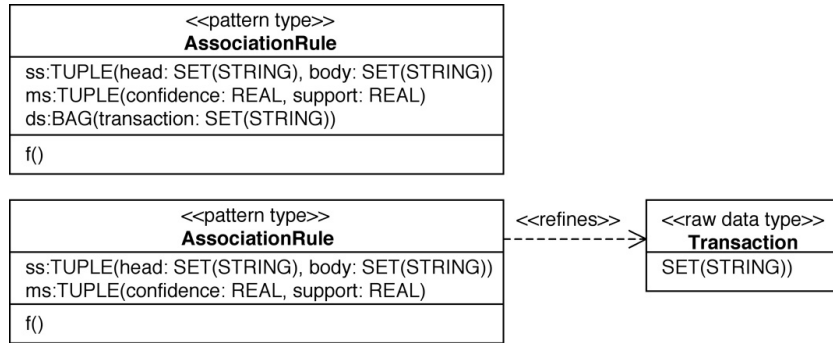 <<pattern type>>
AssociationRule
ss:TUPLE(head: SET(STRING), body: SET(STRING))
ms:TUPLE(confidence: REAL, support: REAL)
ds:BAG(transaction: SET(STRING))
f()
<<pattern type>>
AssociationRule
ss:TUPLE(head: SET(STRING), body: SET(STRING))
ms:TUPLE(confidence: REAL, support: REAL)
f()
<<refines>>
<<raw data type>>
Transaction
SET(STRING))